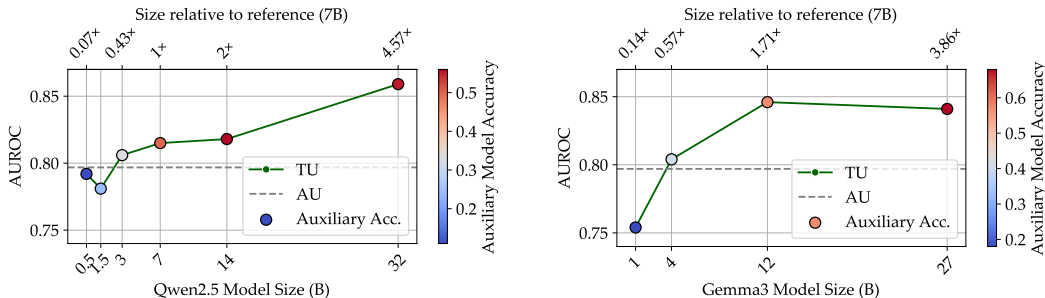 Size relative to reference (7B)
0.07× 0.43× 1× 2× 4.57×
AUROC
0.85
0.80
0.75
TU
AU
Auxiliary Acc.
0.5 1.5 3 7 14 32
Qwen2.5 Model Size (B)
0.5
0.4
0.3
0.2
Auxiliary Model Accuracy
Size relative to reference (7B)
0.14× 0.57× 1.71× 3.86×
AUROC
0.85
0.80
0.75
TU
AU
Auxiliary Acc.
1 4 12 27
Gemma3 Model Size (B)
0.6
0.5
0.4
0.3
0.2
Auxiliary Model Accuracy